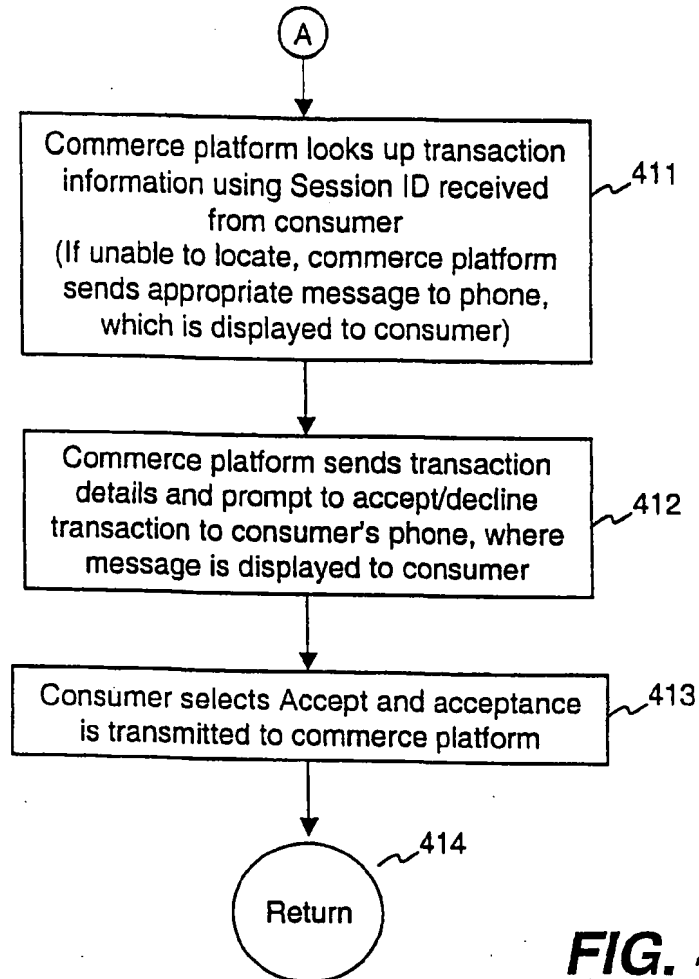 A
Commerce platform looks up transaction
information using Session ID received
from consumer
(If unable to locate, commerce platform
sends appropriate message to phone,
which is displayed to consumer)
411
Commerce platform sends transaction
details and prompt to accept/decline
transaction to consumer's phone, where
message is displayed to consumer
412
Consumer selects Accept and acceptance
is transmitted to commerce platform
413
414
Return
FIG.